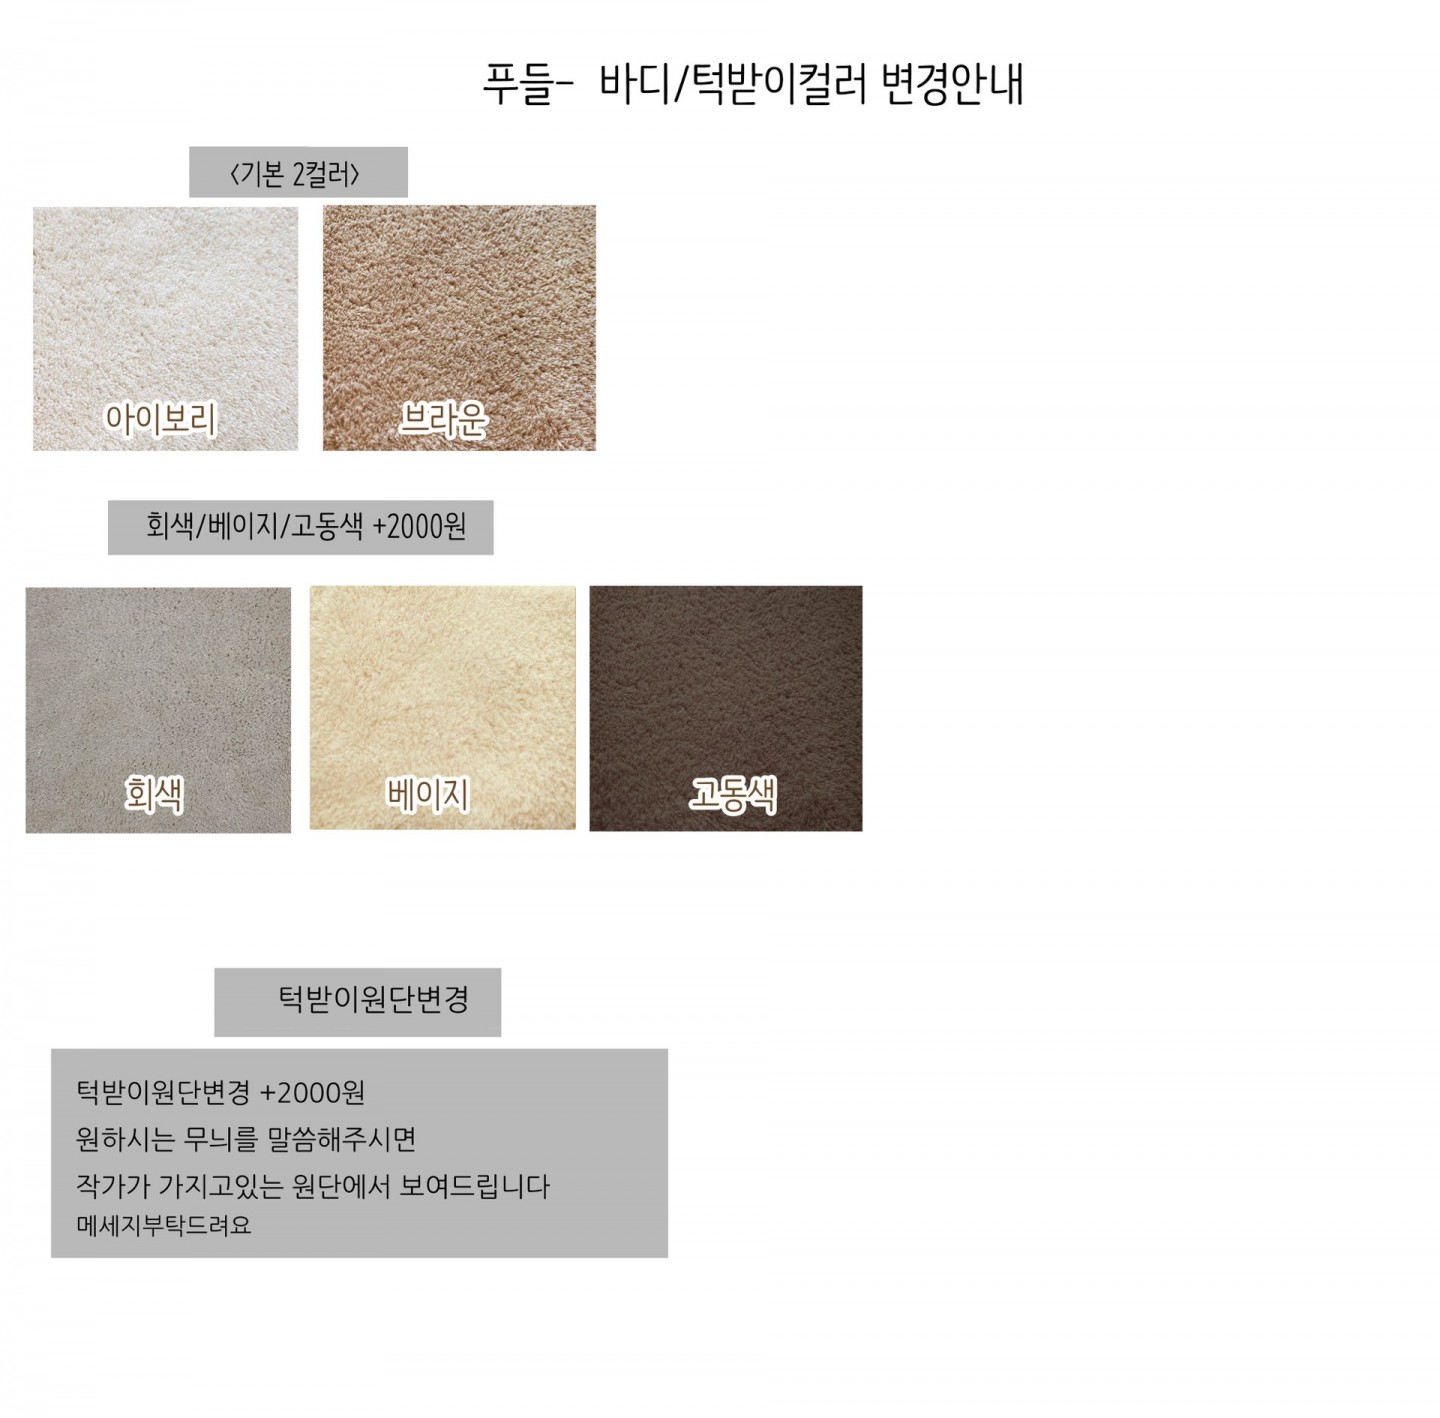 푸들- 바디/턱받이컬러 변경안내
<기본 2컬러>
아이보리
브라운
회색/베이지/고동색 +2000원
회색
베이지
고동색
턱받이원단변경
턱받이원단변경 +2000원
원하시는 무늬를 말씀해주시면
작가가 가지고있는 원단에서 보여드립니다
메세지부탁드려요